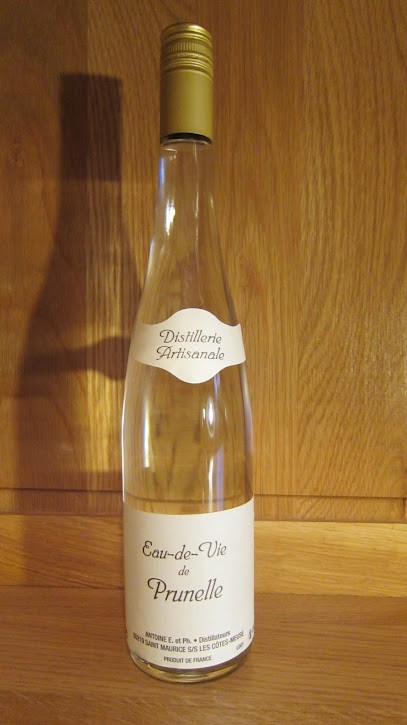 Distillerie
Artisanale
Eau-de-Vie
de
Prunelle
ANTOINE E. et Ph. • Distillateurs
SAINT MAURICE S/S LES CÔTES-MEUSE
PRODUIT DE FRANCE